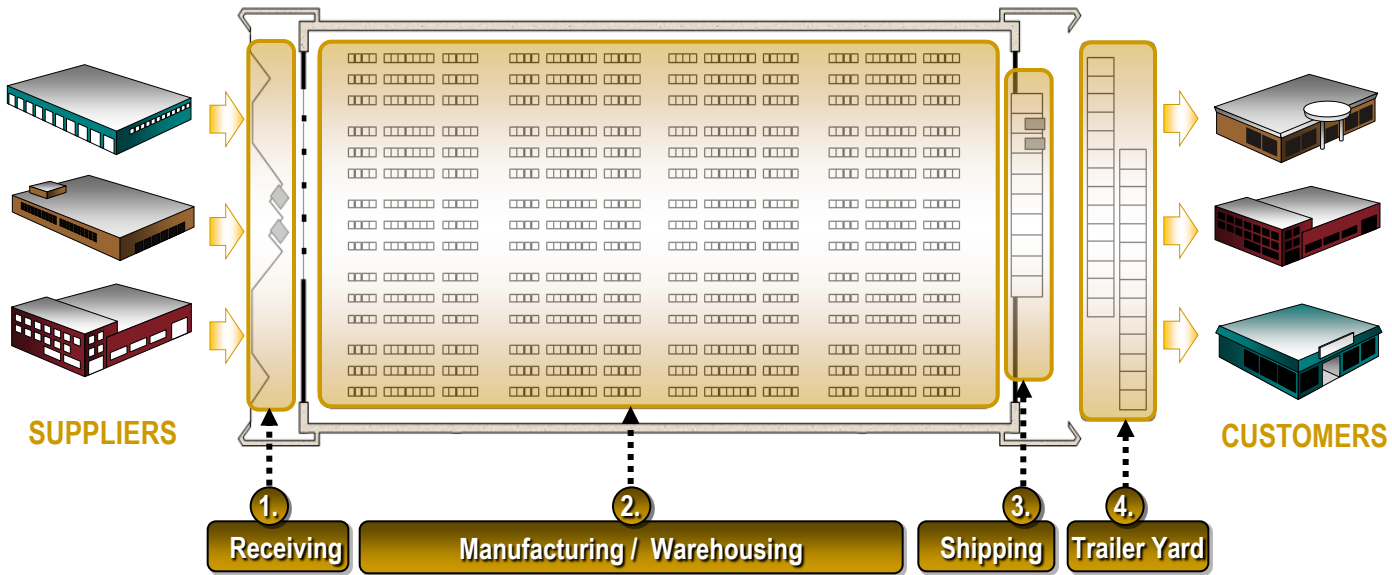 SUPPLIERS
CUSTOMERS
1.
2.
3.
4.
Receiving
Manufacturing / Warehousing
Shipping
Trailer Yard